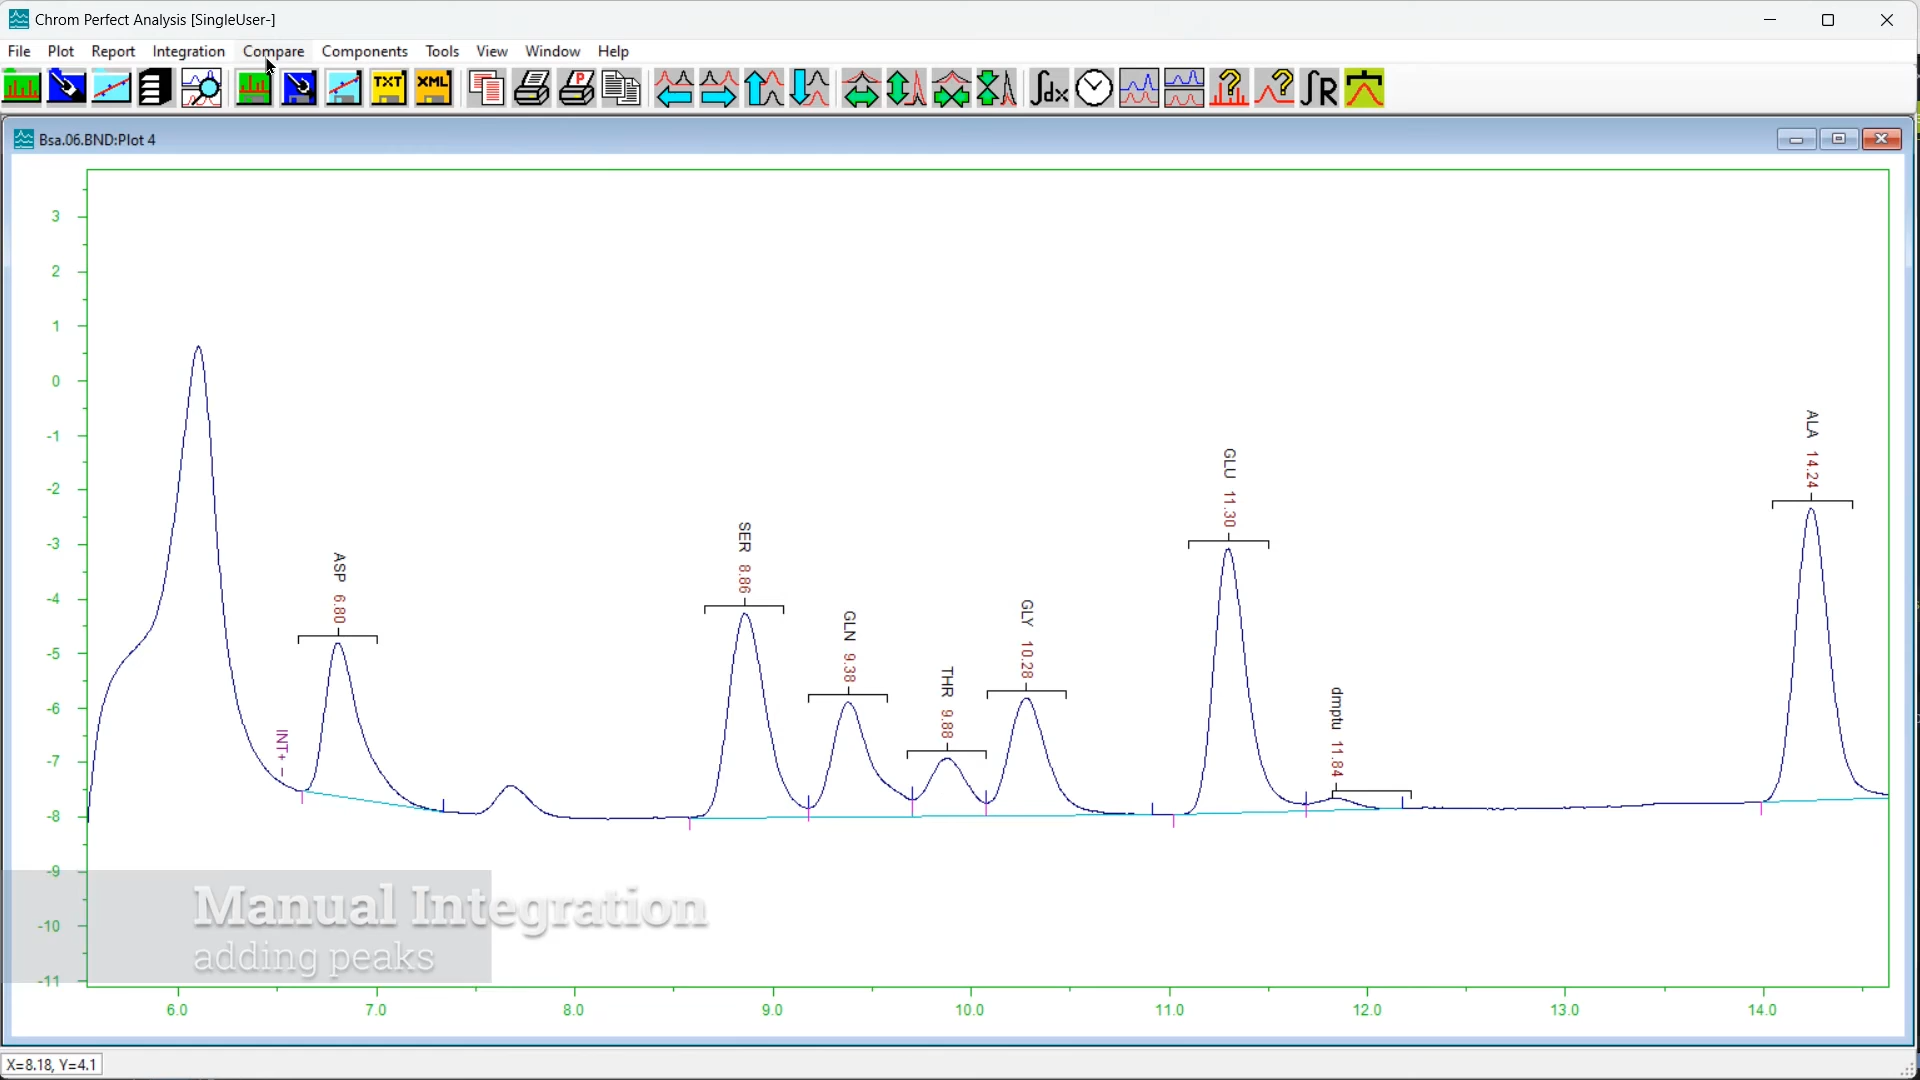 Chrom Perfect Analysis [SingleUser-]
File Plot Report Integration Compare Components Tools View Window Help
TXT XML P ∫dx ? ? ∫R
Bsa.06.BND:Plot 4
3
2
1
0
-1
-2
-3
-4
-5
-6
-7
-8
-9
-10
-11
INT+
ASP 6.80
SER 8.86
GLN 9.38
THR 9.88
GLY 10.28
GLU 11.30
dmptu 11.84
ALA 14.24
Manual Integration
adding peaks
6.0 7.0 8.0 9.0 10.0 11.0 12.0 13.0 14.0
X=8.18, Y=4.1